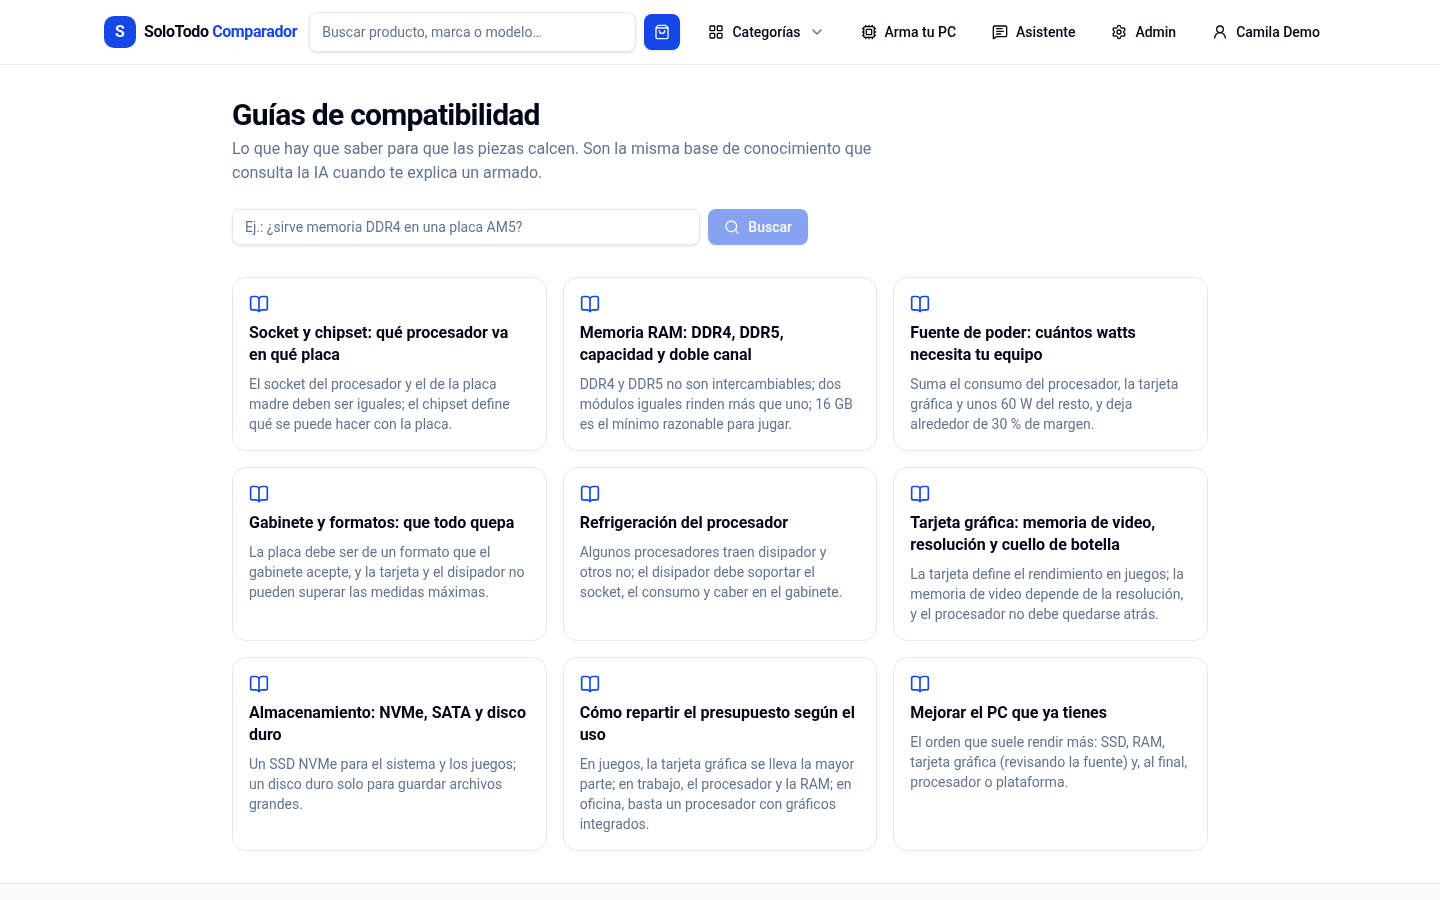 S SoloTodo Comparador Buscar producto, marca o modelo... Categorías Arma tu PC Asistente Admin Camila Demo
Guías de compatibilidad
Lo que hay que saber para que las piezas calcen. Son la misma base de conocimiento que
consulta la IA cuando te explica un armado.
Ej.: ¿sirve memoria DDR4 en una placa AM5? Buscar
Socket y chipset: qué procesador va
en qué placa
El socket del procesador y el de la placa
madre deben ser iguales; el chipset define
qué se puede hacer con la placa.
Memoria RAM: DDR4, DDR5,
capacidad y doble canal
DDR4 y DDR5 no son intercambiables; dos
módulos iguales rinden más que uno; 16 GB
es el mínimo razonable para jugar.
Fuente de poder: cuántos watts
necesita tu equipo
Suma el consumo del procesador, la tarjeta
gráfica y unos 60 W del resto, y deja
alrededor de 30 % de margen.
Gabinete y formatos: que todo quepa
La placa debe ser de un formato que el
gabinete acepte, y la tarjeta y el disipador no
pueden superar las medidas máximas.
Refrigeración del procesador
Algunos procesadores traen disipador y
otros no; el disipador debe soportar el
socket, el consumo y caber en el gabinete.
Tarjeta gráfica: memoria de video,
resolución y cuello de botella
La tarjeta define el rendimiento en juegos; la
memoria de video depende de la resolución,
y el procesador no debe quedarse atrás.
Almacenamiento: NVMe, SATA y disco
duro
Un SSD NVMe para el sistema y los juegos;
un disco duro solo para guardar archivos
grandes.
Cómo repartir el presupuesto según el
uso
En juegos, la tarjeta gráfica se lleva la mayor
parte; en trabajo, el procesador y la RAM; en
oficina, basta un procesador con gráficos
integrados.
Mejorar el PC que ya tienes
El orden que suele rendir más: SSD, RAM,
tarjeta gráfica (revisando la fuente) y, al final,
procesador o plataforma.